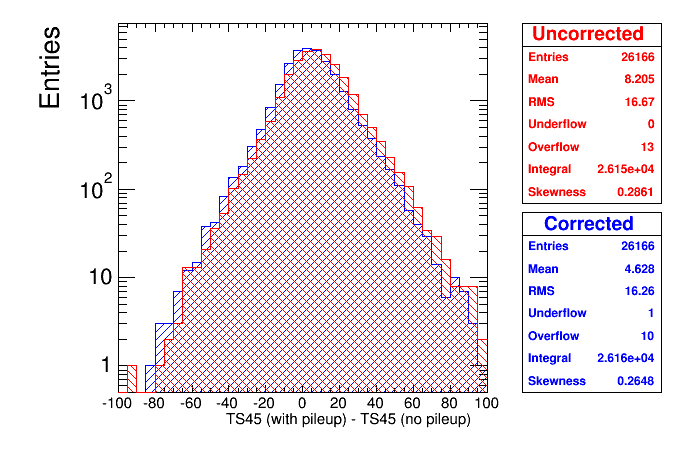 Entries
10³
10²
10
1
-100 -80 -60 -40 -20 0 20 40 60 80 100
TS45 (with pileup) - TS45 (no pileup)
Uncorrected
Entries 26166
Mean 8.205
RMS 16.67
Underflow 0
Overflow 13
Integral 2.615e+04
Skewness 0.2861
Corrected
Entries 26166
Mean 4.628
RMS 16.26
Underflow 1
Overflow 10
Integral 2.616e+04
Skewness 0.2648